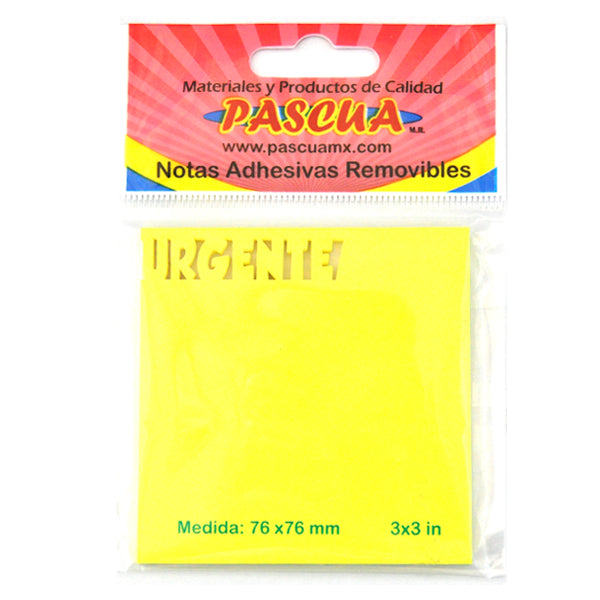 Materiales y Productos de Calidad
PASCUA M.R.
www.pascuamx.com
Notas Adhesivas Removibles
URGENTE
Medida: 76 x76 mm 3x3 in